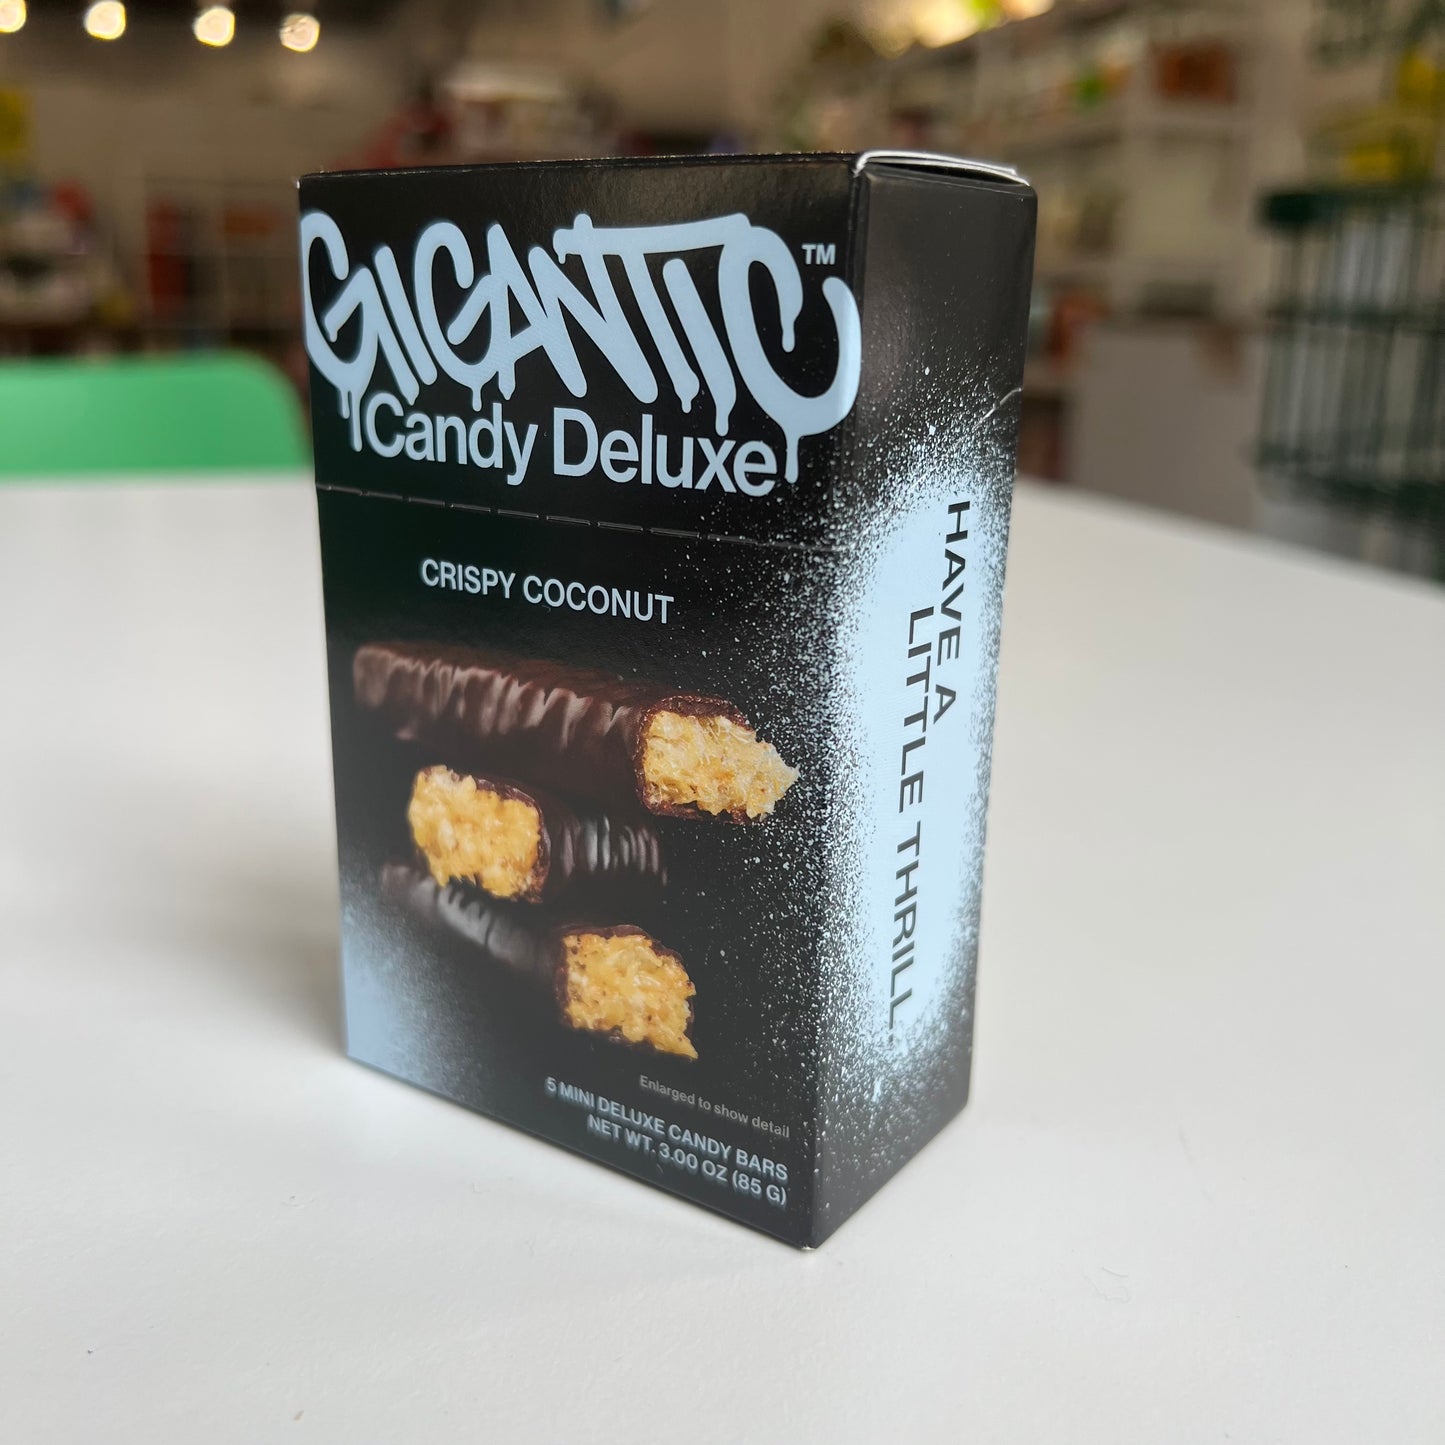 GIGANTIC™
Candy Deluxe
CRISPY COCONUT
Enlarged to show detail
5 MINI DELUXE CANDY BARS
NET WT. 3.00 OZ (85 G)
HAVE A
LITTLE THRILL